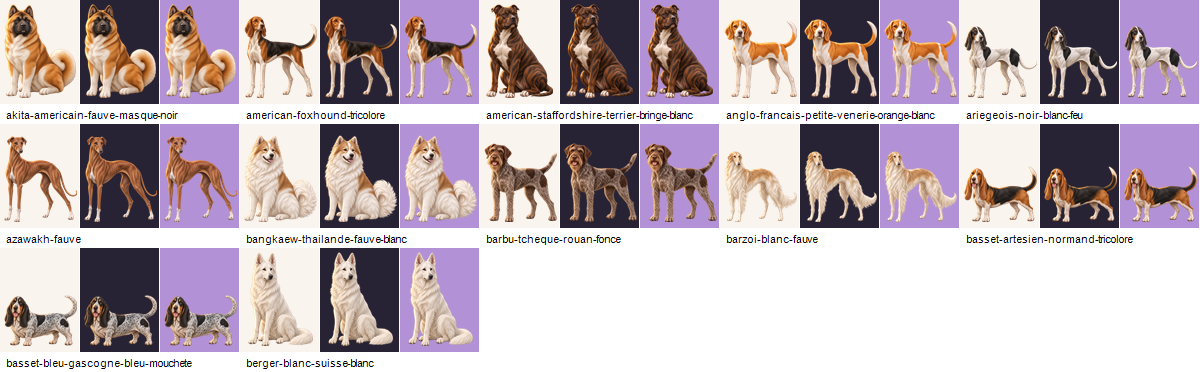 akita-americain-fauve-masque-noir
american-foxhound-tricolore
american-staffordshire-terrier-bringe-blanc
anglo-francais-petite-venerie-orange-blanc
ariegeois-noir-blanc-feu
azawakh-fauve
bangkaew-thailande-fauve-blanc
barbu-tcheque-rouan-fonce
barzoi-blanc-fauve
basset-artesien-normand-tricolore
basset-bleu-gascogne-bleu-mouchete
berger-blanc-suisse-blanc